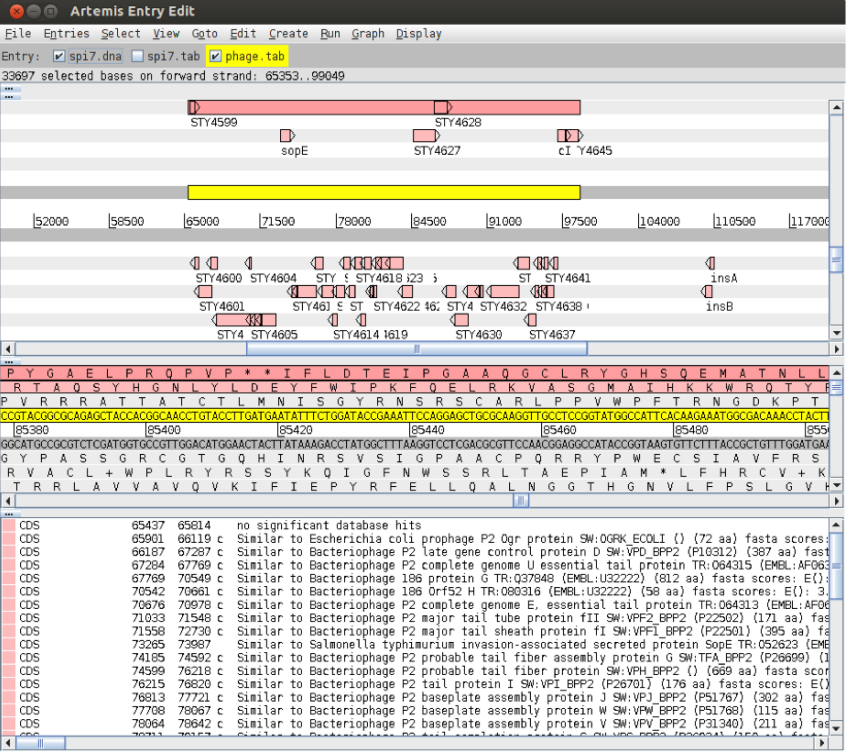 Artemis Entry Edit
File Entries Select View Goto Edit Create Run Graph Display
Entry: spi7.dna spi7.tab phage.tab
33697 selected bases on forward strand: 65353..99049
STY4599 STY4628
sopE STY4627 cI Y4645
52000 58500 65000 71500 78000 84500 91000 97500 104000 110500 117000
STY4600 STY4604 STY STY4618 STY4641 insA
STY4601 STY4622 STY4 STY4632 STY4638 insB
STY4 STY4605 STY4614 STY4630 STY4637
P Y G A E L P R Q P V P * * I F L D T E I P G A A Q G C L R Y G H S Q E M A T N L L
R T A Q S Y H G N L Y L D E Y F W I P K F Q E L R K V A S G M A I H K K W R Q T Y
P V R R R A T T A T C T L M N I S G Y R N S S C A R L P P V W P F T R N G D K P T
CCGTACGGCGCAGAGCTACCACGGCAACCTGTACCTTGATGAATATTTCTGGATACCGAAATTCCAGGAGCTGCGCAAGGTTGCCTCCGGTATGGCCATTCACAAGAAATGGCGACAAACCTACTT
85380 85400 85420 85440 85460 85480
GGCATGCCGCGTCTCGATGGTGCCGTTGGACATGGAACTACTTATAAAGACCTATGGCTTTAAGGTCCTCGACGCGTTCCAACGGAGGCCATACCGGTAAGTGTTCTTTACCGCTGTTTGGATGAA
G Y P A S S G R C G T G Q H I N R S V S I G P A A C P Q R R Y P W E C S I A V F R S
R V A C L + W P L R Y R S S Y K Q I G F N W S S R L T A E P I A M * L F H R C V + K
T R R L A V V A V Q V K I F I E P Y R F E L L Q A L N G G T H G N V L F P S L G V
CDS 65437 65814 no significant database hits
CDS 65901 66119 c Similar to Escherichia coli prophage P2 Ogr protein SW:OGRK_ECOLI () (72 aa) fasta scores:
CDS 66187 67287 c Similar to Bacteriophage P2 late gene control protein D SW:VPD_BPP2 (P10312) (387 aa) fast
CDS 67284 67769 c Similar to Bacteriophage P2 complete genome U essential tail protein TR:O64315 (EMBL:AF063
CDS 67769 70549 c Similar to Bacteriophage 186 protein G TR:Q37848 (EMBL:U32222) (812 aa) fasta scores: E():
CDS 70542 70661 c Similar to Bacteriophage 186 Orf52 H TR:O80316 (EMBL:U32222) (58 aa) fasta scores: E(): 3.
CDS 70676 70978 c Similar to Bacteriophage P2 complete genome E, essential tail protein TR:O64313 (EMBL:AF06
CDS 71033 71548 c Similar to Bacteriophage P2 major tail tube protein fII SW:VPF2_BPP2 (P22502) (171 aa) fas
CDS 71558 72730 c Similar to Bacteriophage P2 major tail sheath protein fI SW:VPF1_BPP2 (P22501) (395 aa) fa
CDS 73265 73987 Similar to Salmonella typhimurium invasion-associated secreted protein SopE TR:O52623 (EME
CDS 74185 74592 c Similar to Bacteriophage P2 probable tail fiber assembly protein G SW:TFA_BPP2 (P26699) (1
CDS 74599 76218 c Similar to Bacteriophage P2 probable tail fiber protein SW:VPH_BPP2 () (669 aa) fasta scor
CDS 76215 76820 c Similar to Bacteriophage P2 tail protein I SW:VPI_BPP2 (P26701) (176 aa) fasta scores: E()
CDS 76813 77721 c Similar to Bacteriophage P2 baseplate assembly protein J SW:VPJ_BPP2 (P51767) (302 aa) fas
CDS 77708 78067 c Similar to Bacteriophage P2 baseplate assembly protein W SW:VPW_BPP2 (P51768) (115 aa) fas
CDS 78064 78642 c Similar to Bacteriophage P2 baseplate assembly protein V SW:VPV_BPP2 (P31340) (211 aa) fas